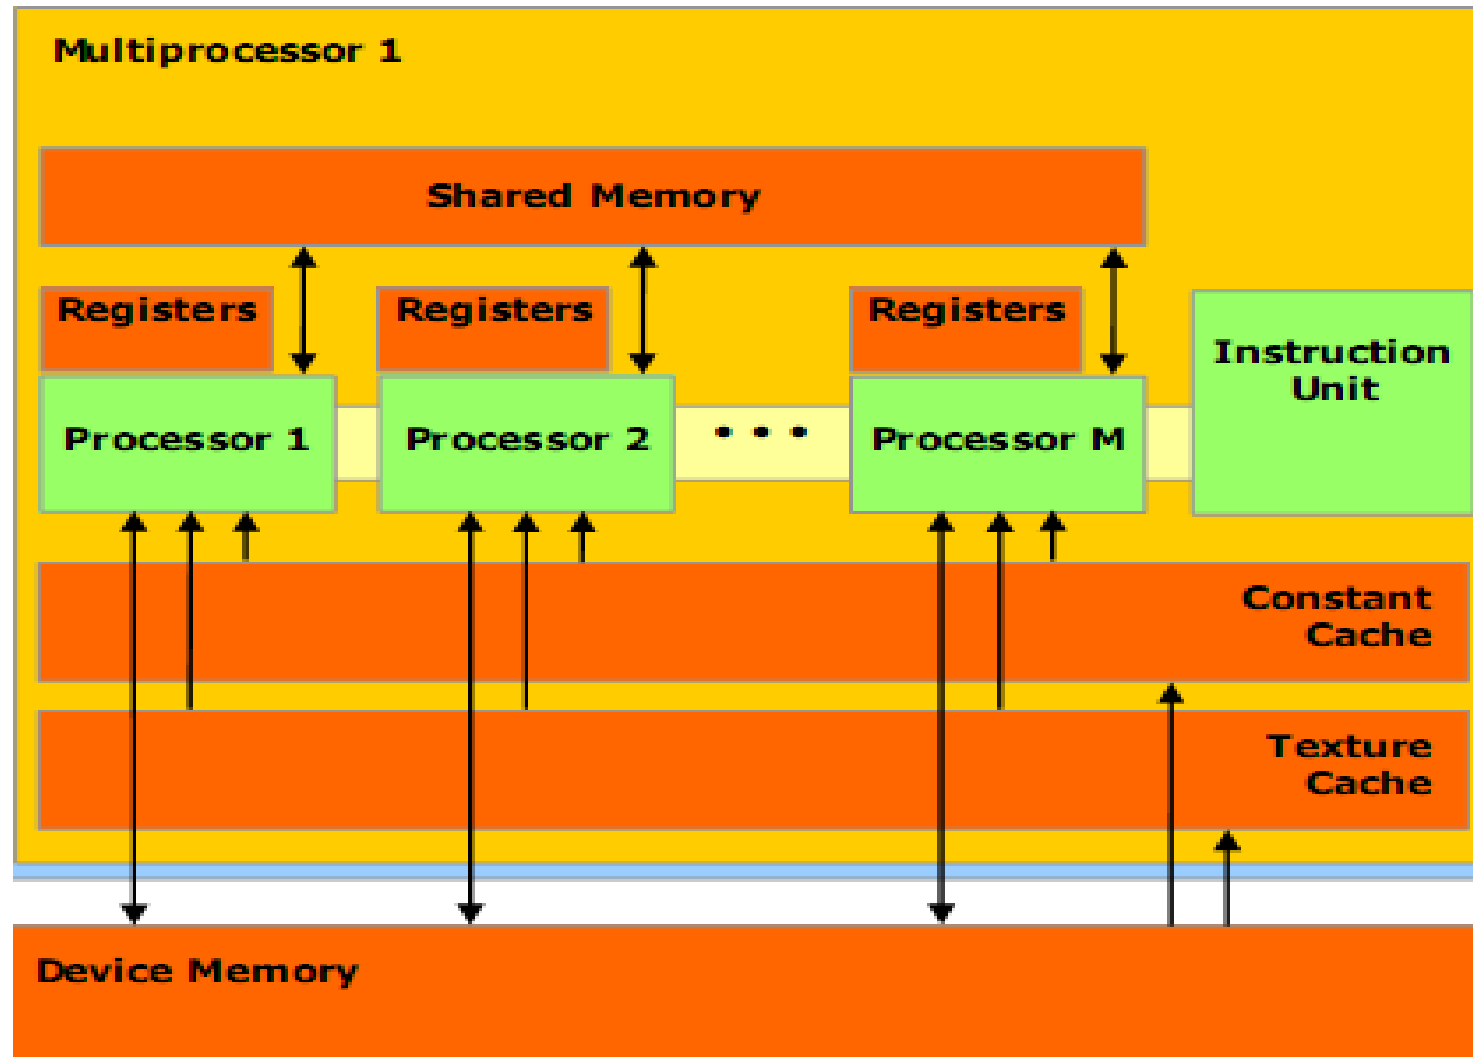 Multiprocessor 1
Shared Memory
Registers
Registers
Registers
Instruction
Unit
Processor 1
Processor 2
• • •
Processor M
Constant
Cache
Texture
Cache
Device Memory